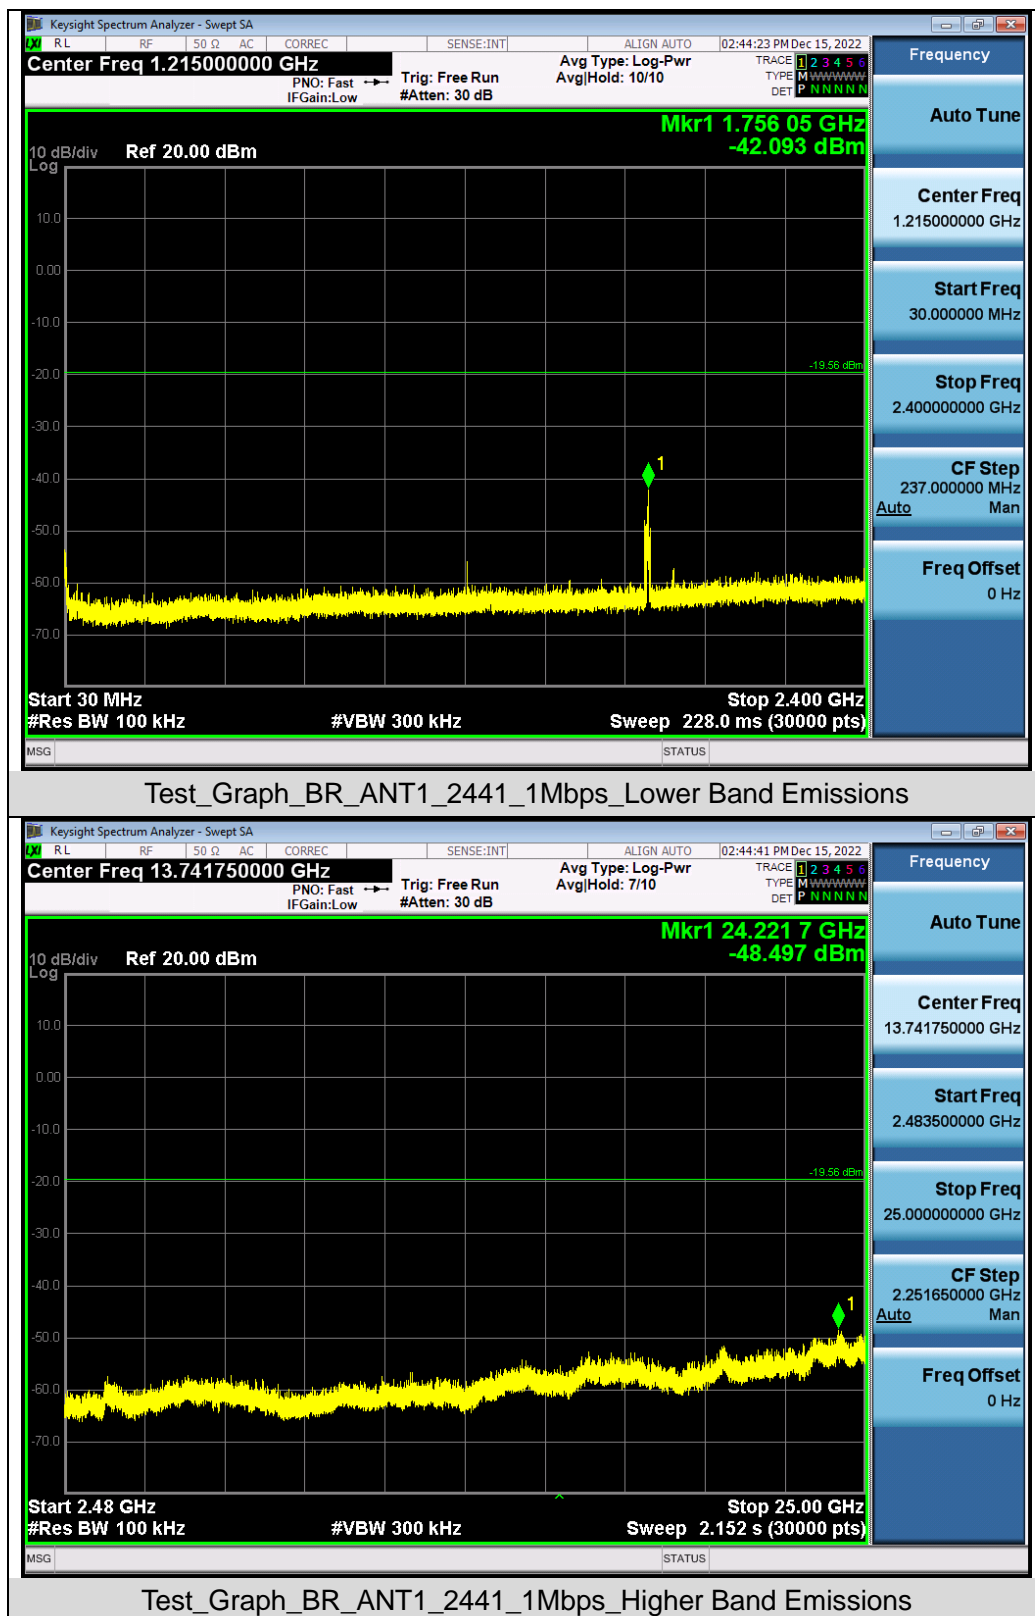 Keysight Spectrum Analyzer - Swept SA
LXI RL RF 50 Ω AC CORREC SENSE:INT ALIGN AUTO 02:44:23 PM Dec 15, 2022
Center Freq 1.215000000 GHz
PNO: Fast
IFGain:Low
Trig: Free Run
#Atten: 30 dB
Avg Type: Log-Pwr
Avg|Hold: 10/10
TRACE 1 2 3 4 5 6
TYPE M WWWWW
DET P N N N N N
Mkr1 1.756 05 GHz
-42.093 dBm
10 dB/div Ref 20.00 dBm
Log
10.0
0.00
-10.0
-19.56 dBm
-20.0
-30.0
-40.0
1
-50.0
-60.0
-70.0
Start 30 MHz Stop 2.400 GHz
#Res BW 100 kHz #VBW 300 kHz Sweep 228.0 ms (30000 pts)
MSG STATUS
Frequency
Auto Tune
Center Freq
1.215000000 GHz
Start Freq
30.000000 MHz
Stop Freq
2.400000000 GHz
CF Step
237.000000 MHz
Auto Man
Freq Offset
0 Hz
Test_Graph_BR_ANT1_2441_1Mbps_Lower Band Emissions
Keysight Spectrum Analyzer - Swept SA
LXI RL RF 50 Ω AC CORREC SENSE:INT ALIGN AUTO 02:44:41 PM Dec 15, 2022
Center Freq 13.741750000 GHz
PNO: Fast
IFGain:Low
Trig: Free Run
#Atten: 30 dB
Avg Type: Log-Pwr
Avg|Hold: 7/10
TRACE 1 2 3 4 5 6
TYPE M WWWWW
DET P N N N N N
Mkr1 24.221 7 GHz
-48.497 dBm
10 dB/div Ref 20.00 dBm
Log
10.0
0.00
-10.0
-19.56 dBm
-20.0
-30.0
-40.0
1
-50.0
-60.0
-70.0
Start 2.48 GHz Stop 25.00 GHz
#Res BW 100 kHz #VBW 300 kHz Sweep 2.152 s (30000 pts)
MSG STATUS
Frequency
Auto Tune
Center Freq
13.741750000 GHz
Start Freq
2.483500000 GHz
Stop Freq
25.000000000 GHz
CF Step
2.251650000 GHz
Auto Man
Freq Offset
0 Hz
Test_Graph_BR_ANT1_2441_1Mbps_Higher Band Emissions